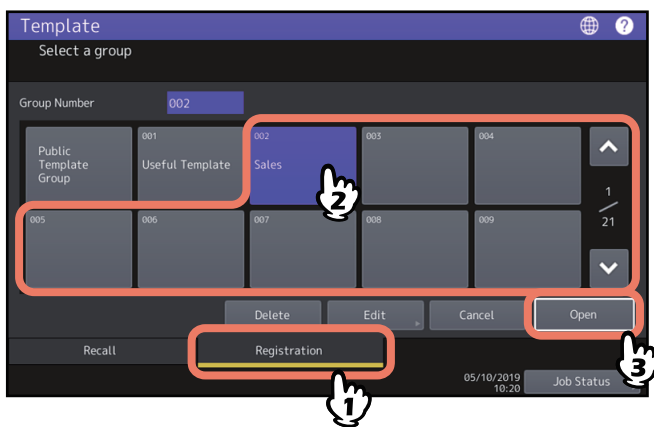 Template
?
Select a group
Group Number 002
Public
Template
Group
001
Useful Template
002
Sales
003
004
1
21
005
006
007
008
009
2
Delete
Edit
Cancel
Open
Recall
Registration
3
1
05/10/2019
10:20
Job Status